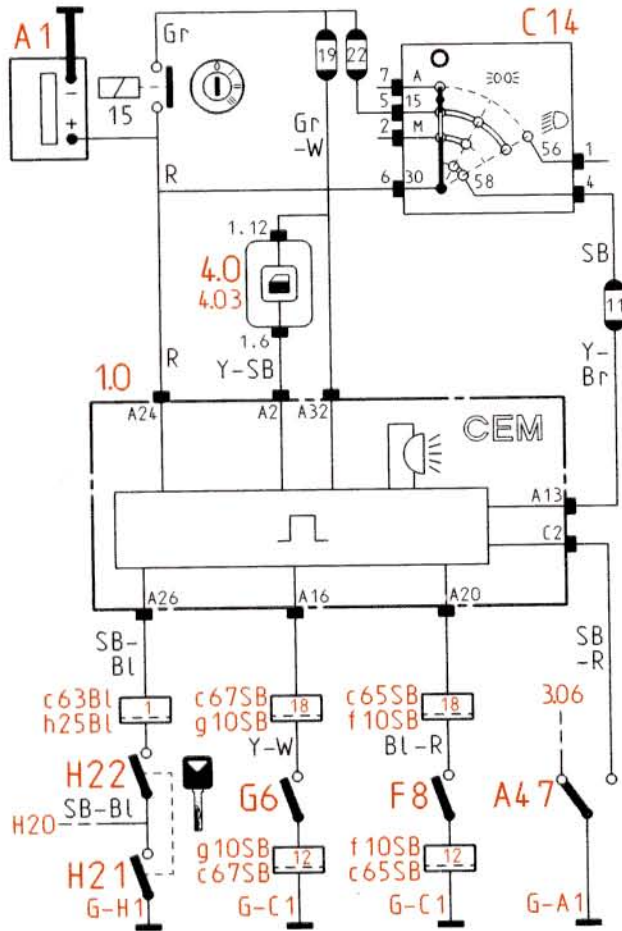 A1
C14
Gr
19
22
7
A
5
15
15
2
M
Gr
-W
56
1
R
6
30
58
4
1.12
SB
4.0
4.03
11
1.6
Y-SB
Y-
Br
R
1.0
A24
A2
A32
CEM
A13
C2
A26
A16
A20
SB-
Bl
SB
-R
c63Bl
h25Bl
1
c67SB
g10SB
18
c65SB
f10SB
18
3.06
Y-W
Bl-R
H22
G6
F8
A47
SB-Bl
H20
H21
g10SB
c67SB
12
f10SB
c65SB
12
G-H1
G-C1
G-C1
G-A1